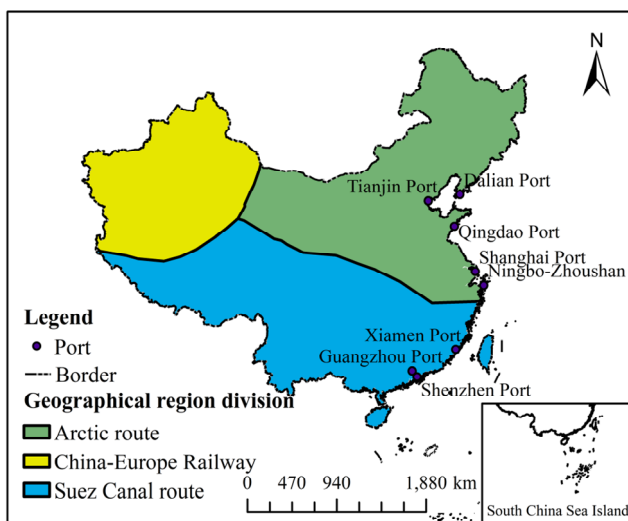 N
Tianjin Port
Dalian Port
Qingdao Port
Shanghai Port
Ningbo-Zhoushan
Xiamen Port
Guangzhou Port
Shenzhen Port
Legend
Port
Border
Geographical region division
Arctic route
China-Europe Railway
Suez Canal route
0 470 940 1,880 km
South China Sea Island